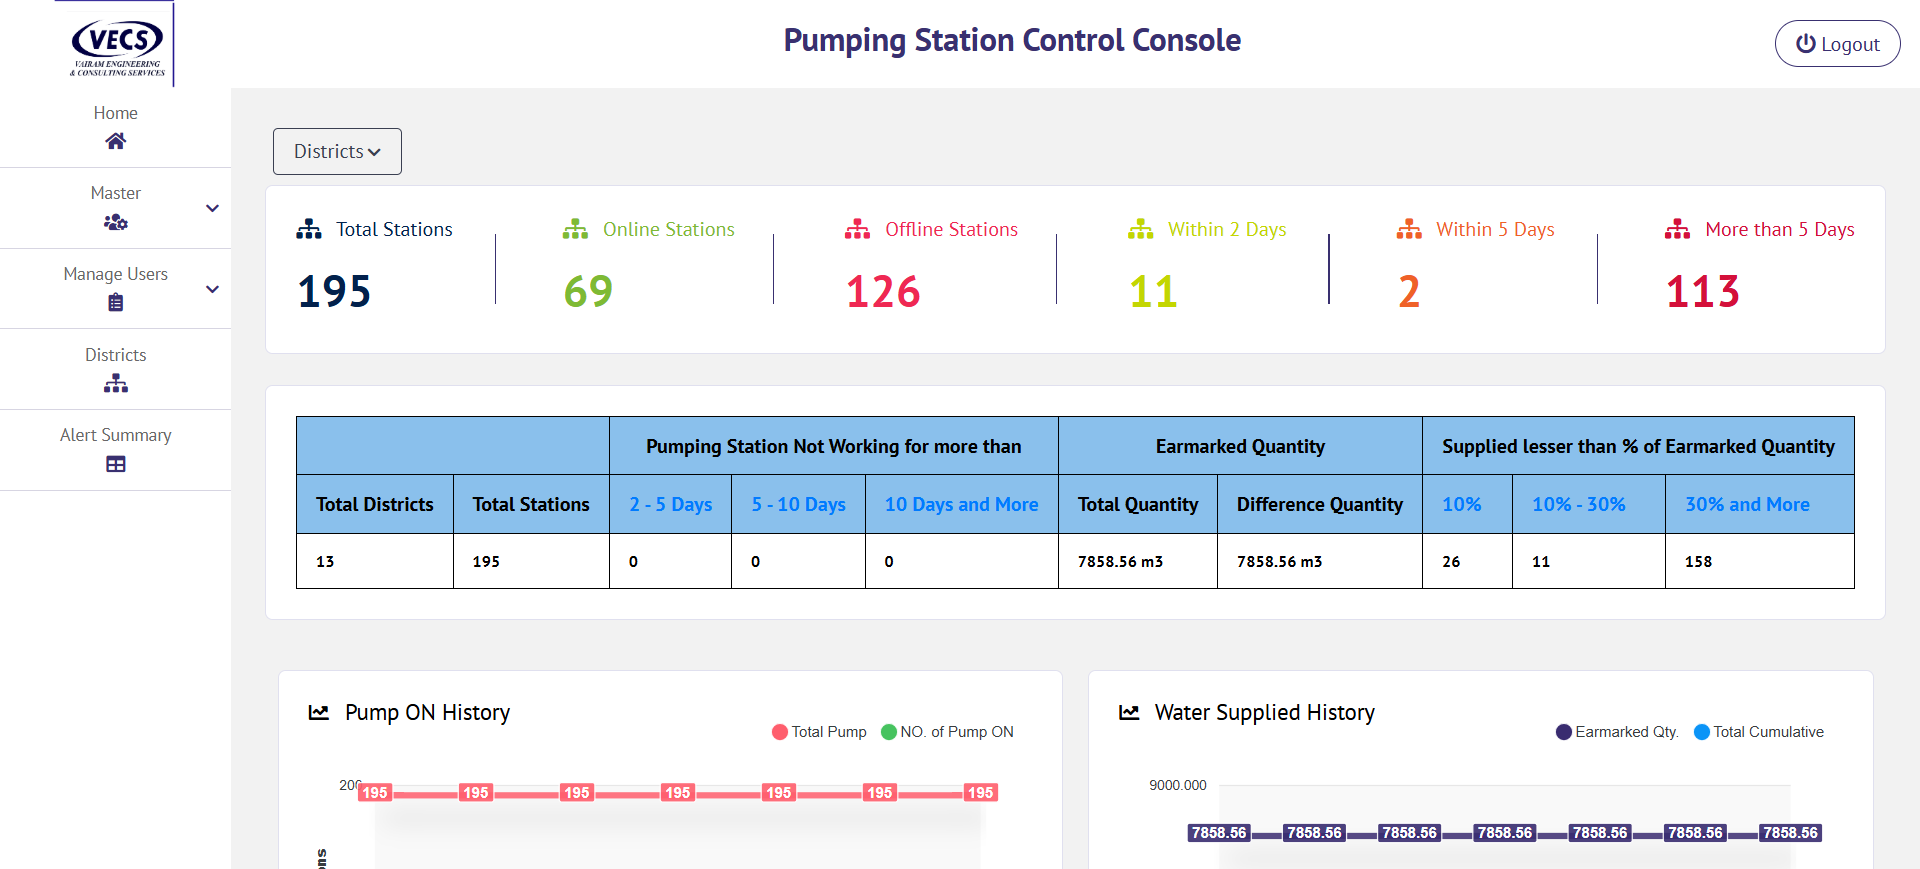 VECS
VAIRAM ENGINEERING
& CONSULTING SERVICES
Pumping Station Control Console
Logout
Home
Master
Manage Users
Districts
Alert Summary
Districts
Total Stations
195
Online Stations
69
Offline Stations
126
Within 2 Days
11
Within 5 Days
2
More than 5 Days
113
Pumping Station Not Working for more than Earmarked Quantity Supplied lesser than % of Earmarked Quantity
Total Districts Total Stations 2 - 5 Days 5 - 10 Days 10 Days and More Total Quantity Difference Quantity 10% 10% - 30% 30% and More
13 195 0 0 0 7858.56 m3 7858.56 m3 26 11 158
Pump ON History
Total Pump NO. of Pump ON
200
195 195 195 195 195 195 195
Water Supplied History
Earmarked Qty. Total Cumulative
9000.000
7858.56 7858.56 7858.56 7858.56 7858.56 7858.56 7858.56